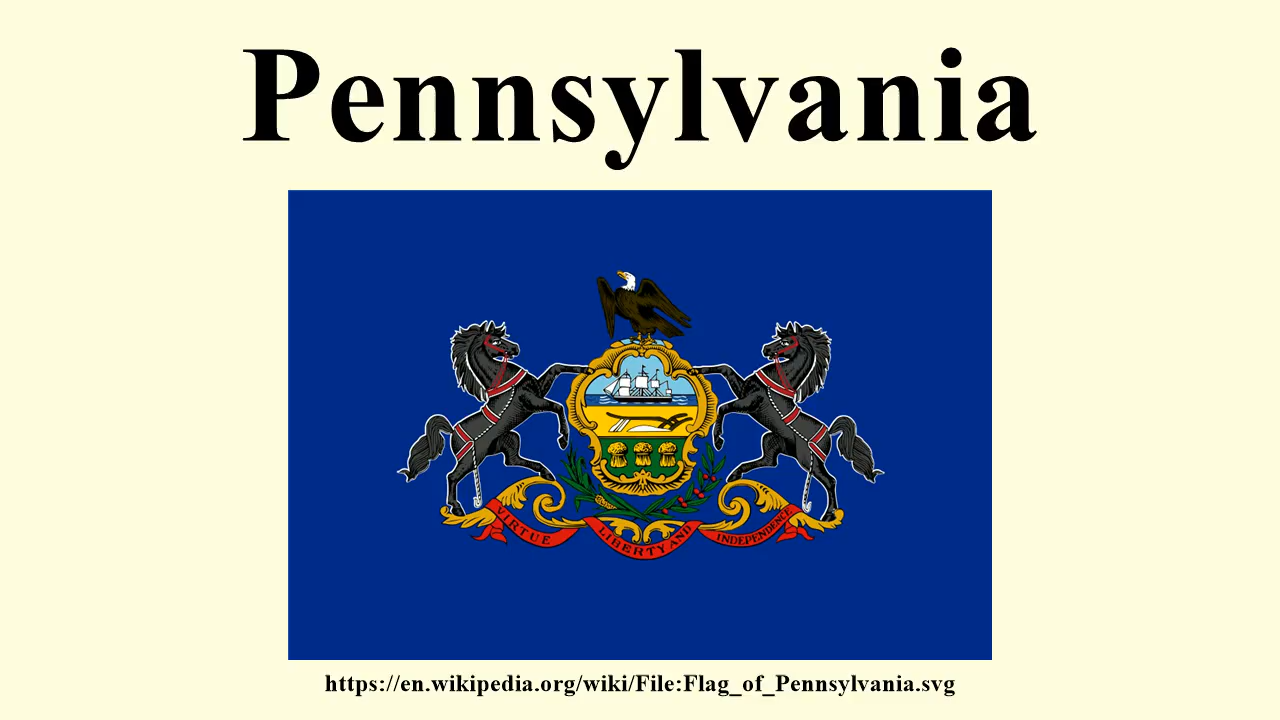 Pennsylvania
VIRTUE
LIBERTY AND
INDEPENDENCE
https://en.wikipedia.org/wiki/File:Flag_of_Pennsylvania.svg